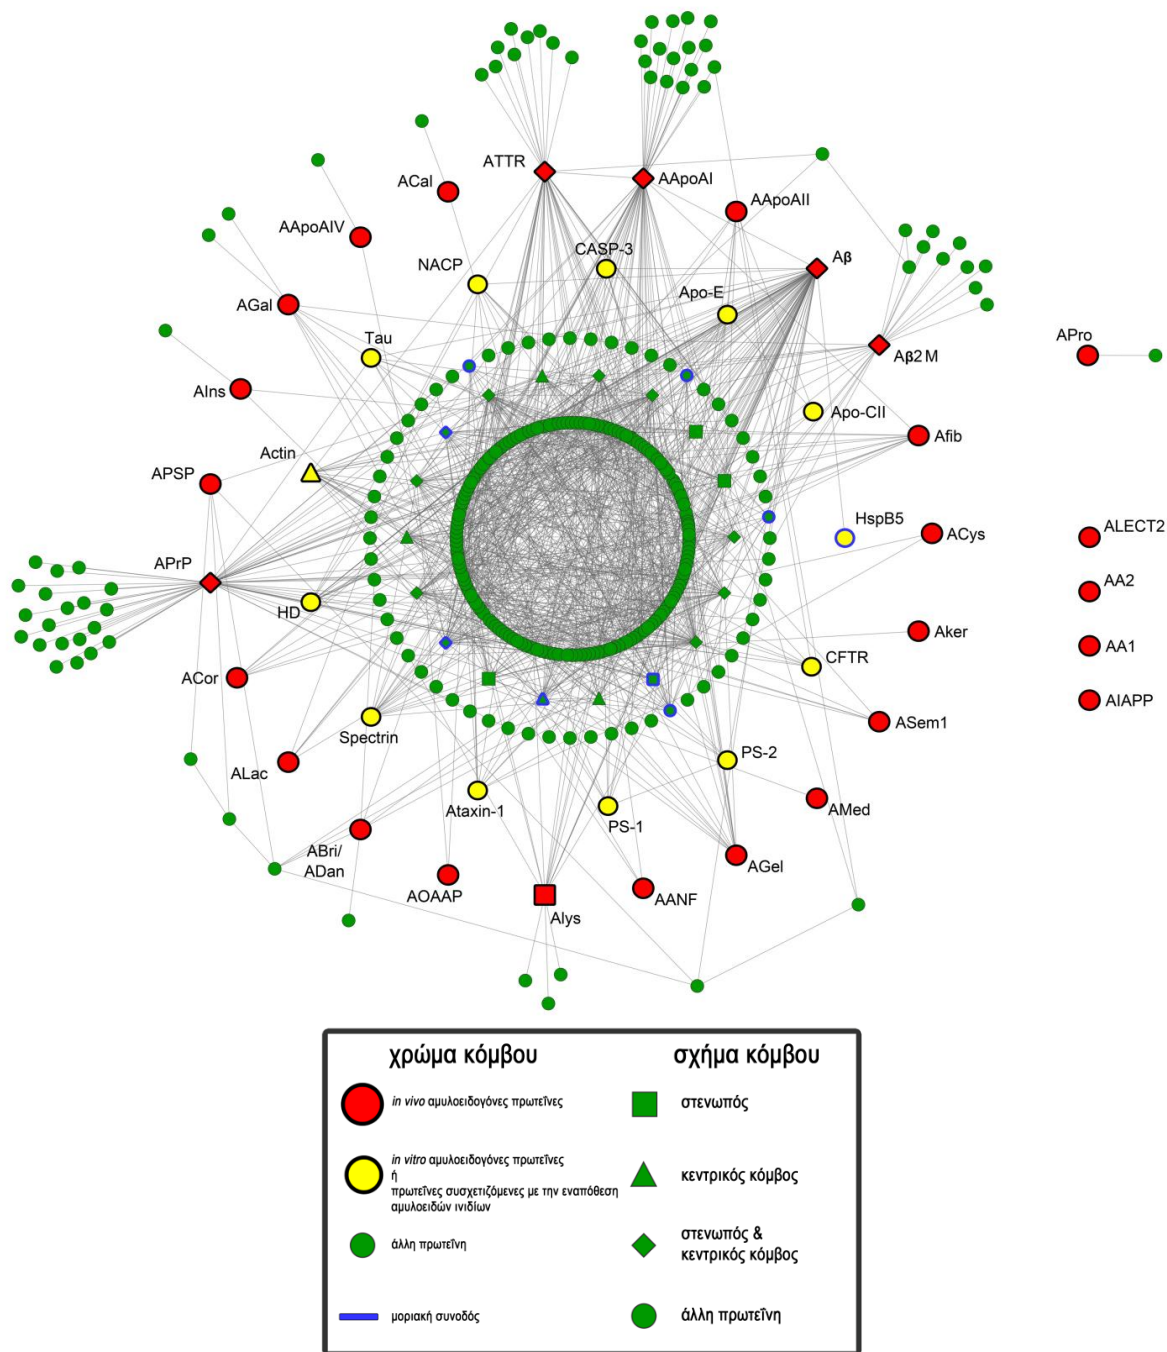 ATTR
AApoAI
ACal
AApoAII
AApoAIV
CASP-3
Aβ
NACP
Apo-E
AGal
Tau
Aβ2M
APro
AIns
Apo-CII
Afib
Actin
APSP
HspB5
ACys
ALECT2
APrP
AA2
HD
Aker
AA1
CFTR
ACor
AIAPP
ASem1
Spectrin
PS-2
ALac
Ataxin-1
AMed
PS-1
ABri/
ADan
AGel
AOAAP
AANF
Alys
χρώμα κόμβου
in vivo αμυλοειδογόνες πρωτεΐνες
in vitro αμυλοειδογόνες πρωτεΐνες
ή
πρωτεΐνες συσχετιζόμενες με την εναπόθεση
αμυλοειδών ινιδίων
άλλη πρωτεΐνη
μοριακή συνοδός
σχήμα κόμβου
στενωπός
κεντρικός κόμβος
στενωπός &
κεντρικός κόμβος
άλλη πρωτεΐνη